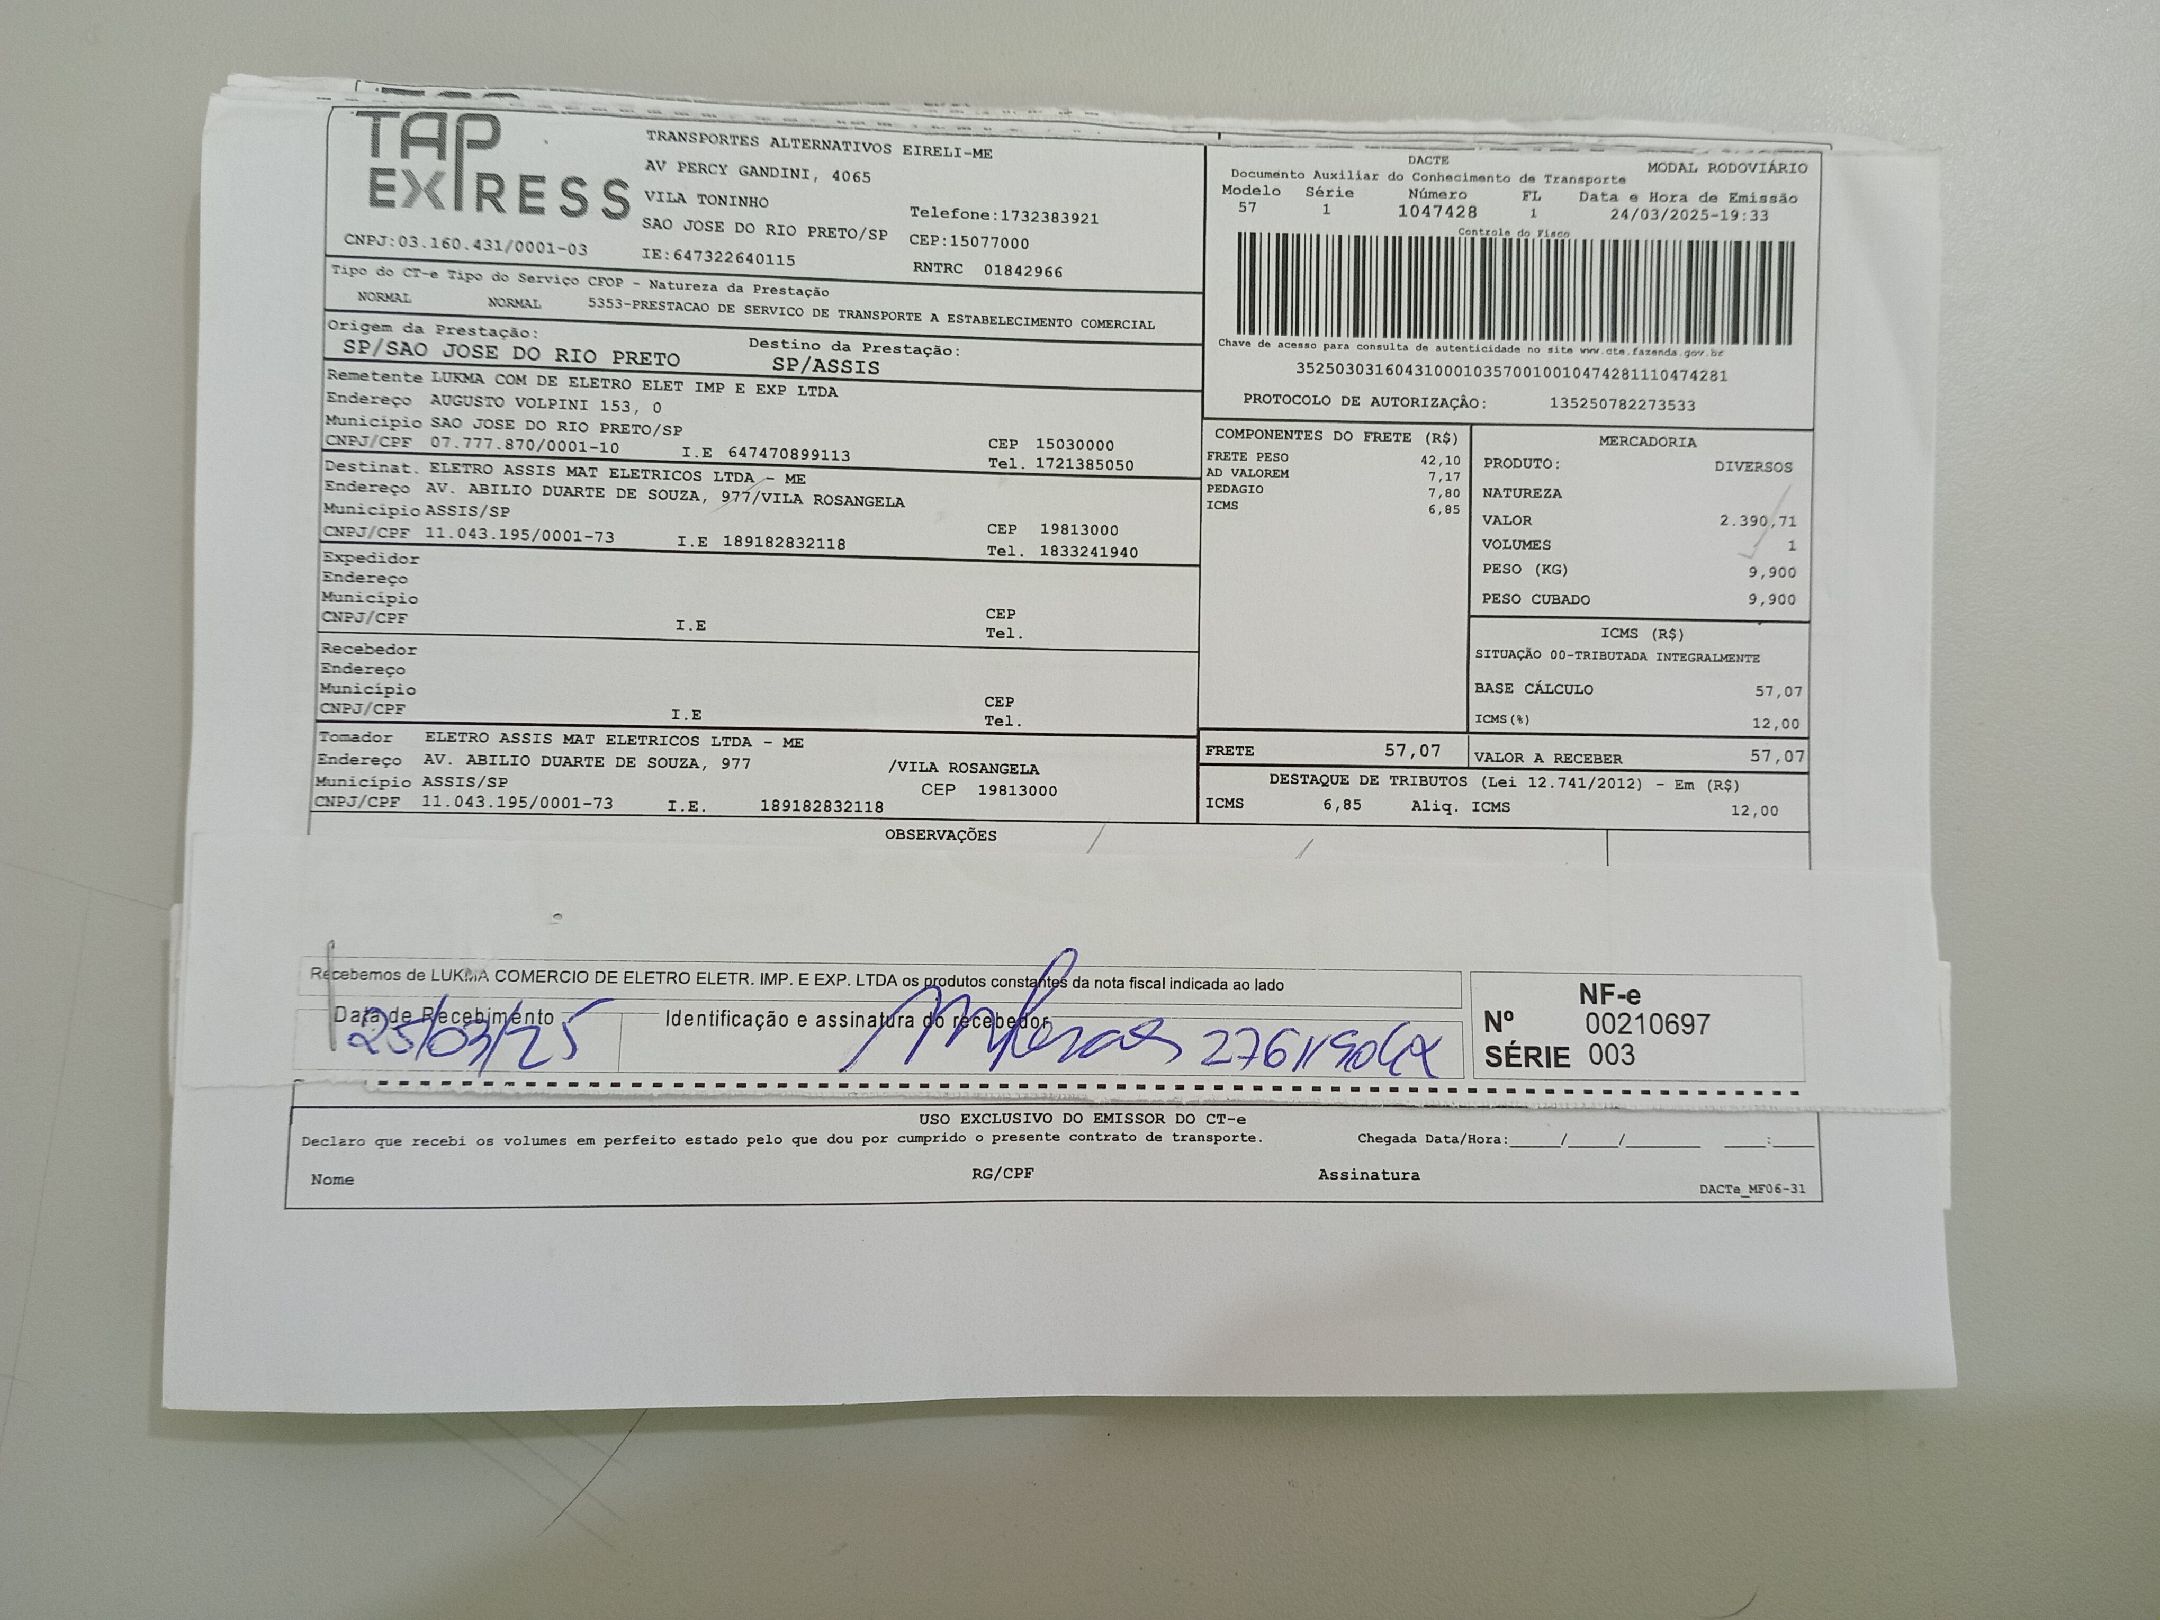 TAP EXPRESS
TRANSPORTES ALTERNATIVOS EIRELI-ME
AV PERCY GANDINI, 4065
VILA TONINHO
Telefone:1732383921
SAO JOSE DO RIO PRETO/SP CEP:15077000
CNPJ:03.160.431/0001-03 IE:647322640115 RNTRC 01842966
Tipo do CT-e Tipo do Serviço CFOP - Natureza da Prestação
NORMAL NORMAL 5353-PRESTACAO DE SERVICO DE TRANSPORTE A ESTABELECIMENTO COMERCIAL
Origem da Prestação: Destino da Prestação:
SP/SAO JOSE DO RIO PRETO SP/ASSIS
Remetente LUKMA COM DE ELETRO ELET IMP E EXP LTDA
Endereço AUGUSTO VOLPINI 153, 0
Município SAO JOSE DO RIO PRETO/SP CEP 15030000
CNPJ/CPF 07.777.870/0001-10 I.E 647470899113 Tel. 1721385050
Destinat. ELETRO ASSIS MAT ELETRICOS LTDA - ME
Endereço AV. ABILIO DUARTE DE SOUZA, 977/VILA ROSANGELA
Município ASSIS/SP CEP 19813000
CNPJ/CPF 11.043.195/0001-73 I.E 189182832118 Tel. 1833241940
Expedidor
Endereço
Município CEP
CNPJ/CPF I.E Tel.
Recebedor
Endereço
Município CEP
CNPJ/CPF I.E Tel.
Tomador ELETRO ASSIS MAT ELETRICOS LTDA - ME
Endereço AV. ABILIO DUARTE DE SOUZA, 977 /VILA ROSANGELA
Município ASSIS/SP CEP 19813000
CNPJ/CPF 11.043.195/0001-73 I.E. 189182832118
DACTE MODAL RODOVIÁRIO
Documento Auxiliar do Conhecimento de Transporte
Modelo Série Número FL Data e Hora de Emissão
57 1 1047428 1 24/03/2025-19:33
Controle do Fisco
Chave de acesso para consulta de autenticidade no site www.cte.fazenda.gov.br
35250303160431000103570010010474281110474281
PROTOCOLO DE AUTORIZAÇÃO: 135250782273533
COMPONENTES DO FRETE (R$)
FRETE PESO 42,10
AD VALOREM 7,17
PEDAGIO 7,80
ICMS 6,85
MERCADORIA
PRODUTO: DIVERSOS
NATUREZA
VALOR 2.390,71
VOLUMES 1
PESO (KG) 9,900
PESO CUBADO 9,900
ICMS (R$)
SITUAÇÃO 00-TRIBUTADA INTEGRALMENTE
BASE CÁLCULO 57,07
ICMS(%) 12,00
FRETE 57,07 VALOR A RECEBER 57,07
DESTAQUE DE TRIBUTOS (Lei 12.741/2012) - Em (R$)
ICMS 6,85 Aliq. ICMS 12,00
OBSERVAÇÕES
Recebemos de LUKMA COMERCIO DE ELETRO ELETR. IMP. E EXP. LTDA os produtos constantes da nota fiscal indicada ao lado
Data de Recebimento Identificação e assinatura do recebedor
25/03/25
NF-e
Nº 00210697
SÉRIE 003
USO EXCLUSIVO DO EMISSOR DO CT-e
Declaro que recebi os volumes em perfeito estado pelo que dou por cumprido o presente contrato de transporte. Chegada Data/Hora:_____/_____/_______ ____:____
Nome RG/CPF Assinatura
DACTe_MF06-31